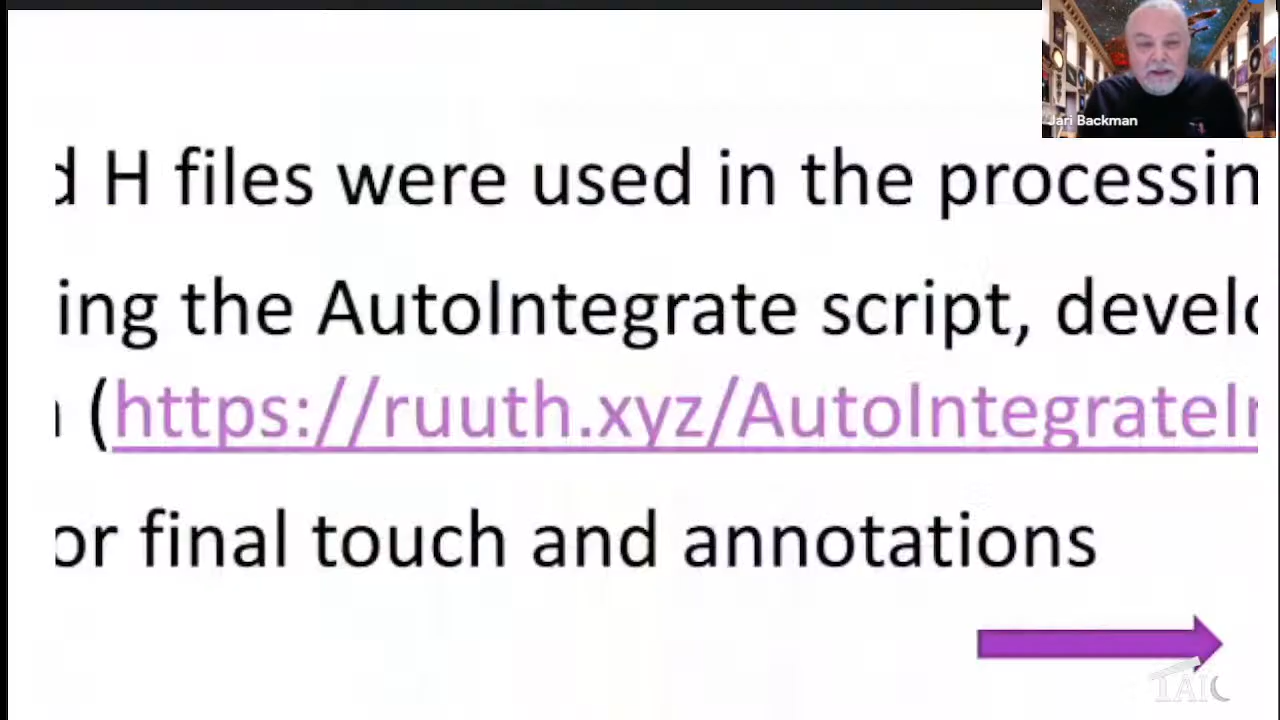 Jari Backman
d H files were used in the processin
ing the AutoIntegrate script, develo
(https://ruuth.xyz/AutoIntegrateIn
or final touch and annotations
TAIC